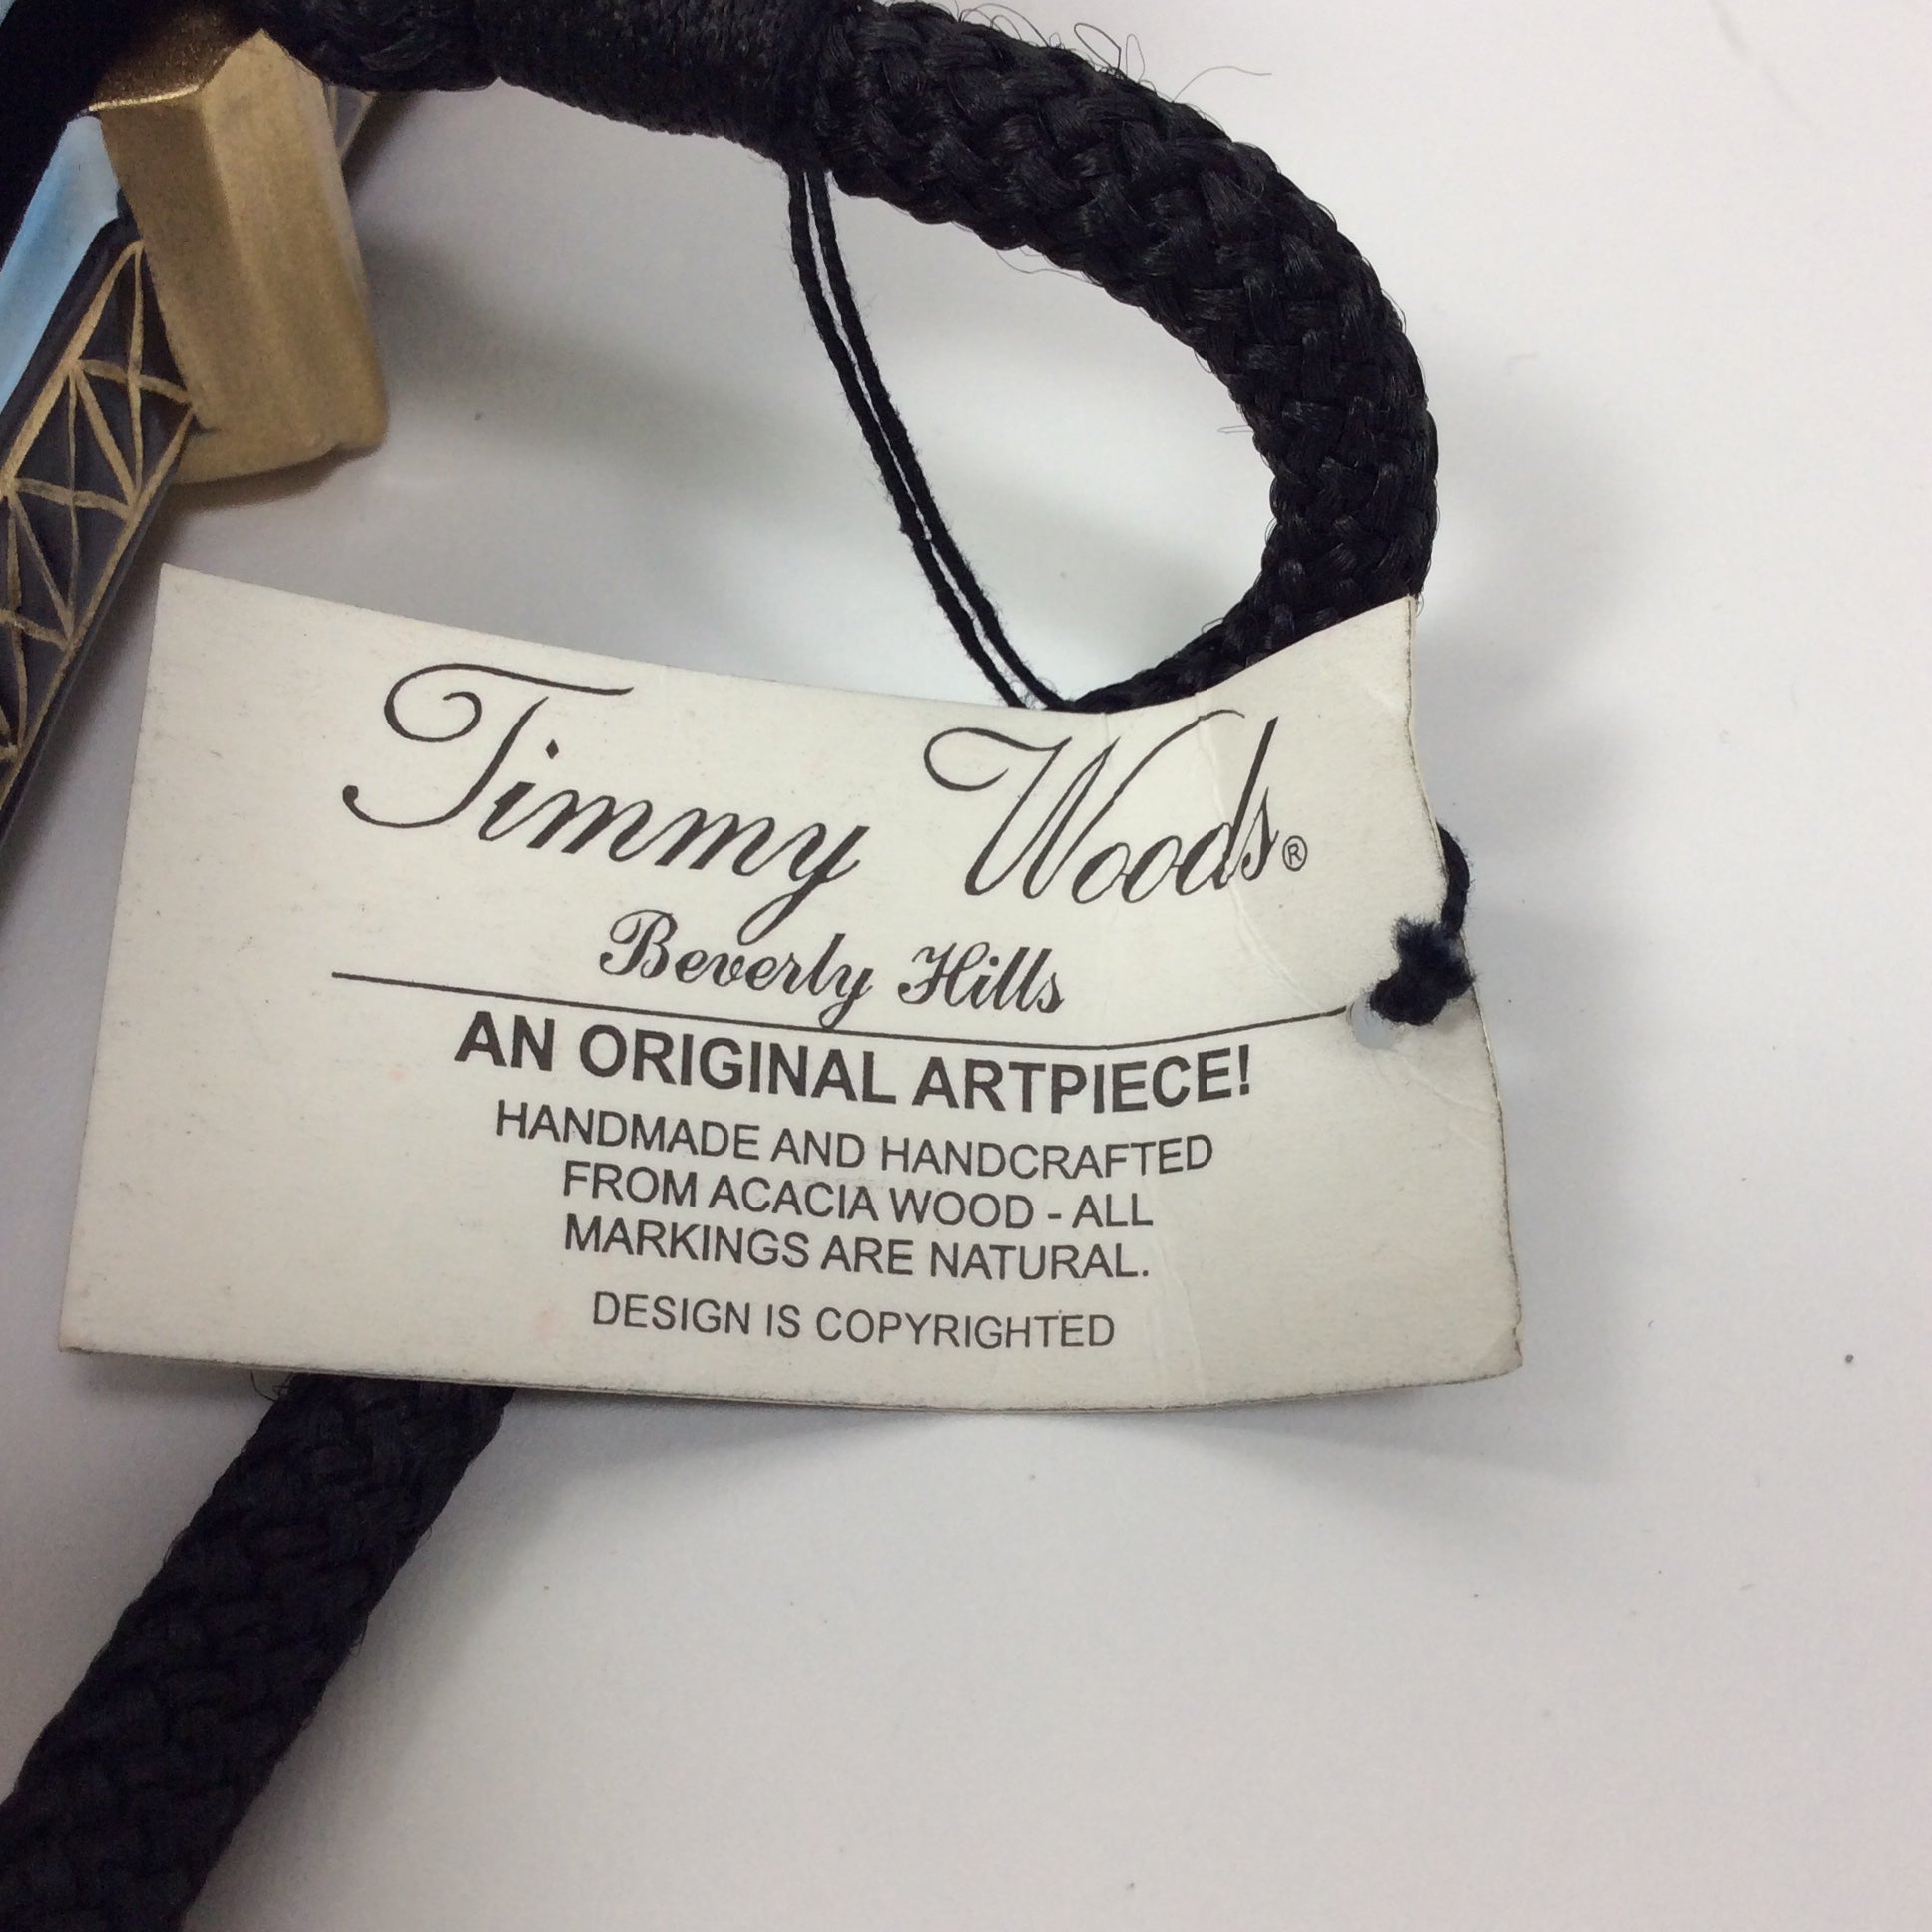 Timmy Woods®
Beverly Hills
AN ORIGINAL ARTPIECE!
HANDMADE AND HANDCRAFTED
FROM ACACIA WOOD - ALL
MARKINGS ARE NATURAL.
DESIGN IS COPYRIGHTED